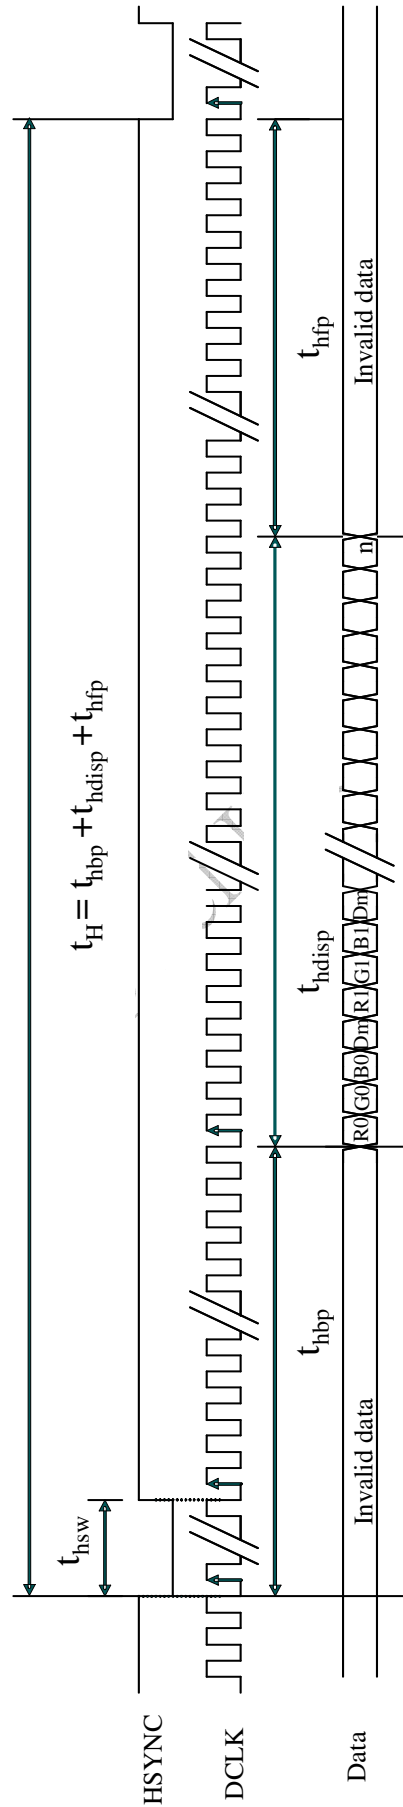 t_H = t_hbp + t_hdisp + t_hfp
t_hsw
HSYNC
DCLK
t_hbp
t_hdisp
t_hfp
Data
Invalid data
R0 G0 B0 Dm R1 G1 B1 Dm
n
Invalid data